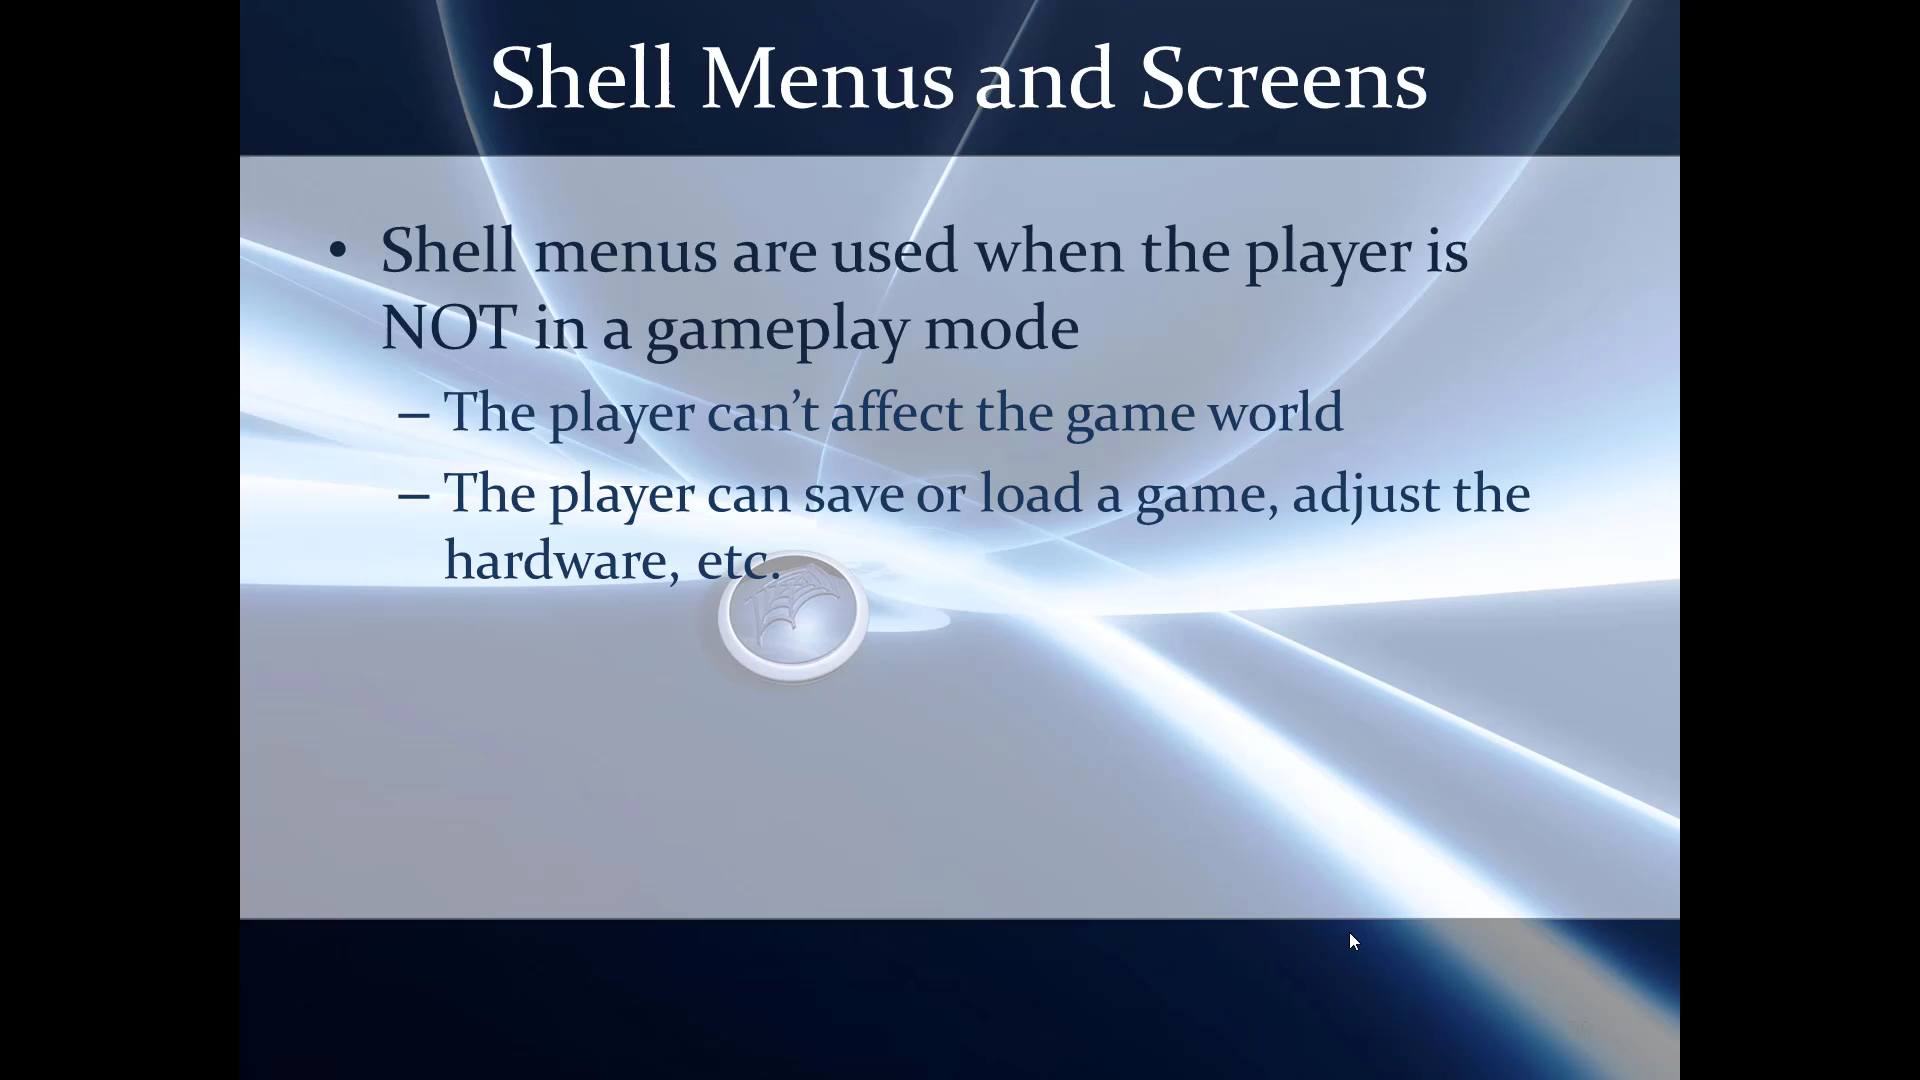 Shell Menus and Screens
• Shell menus are used when the player is
NOT in a gameplay mode
– The player can’t affect the game world
– The player can save or load a game, adjust the
hardware, etc.